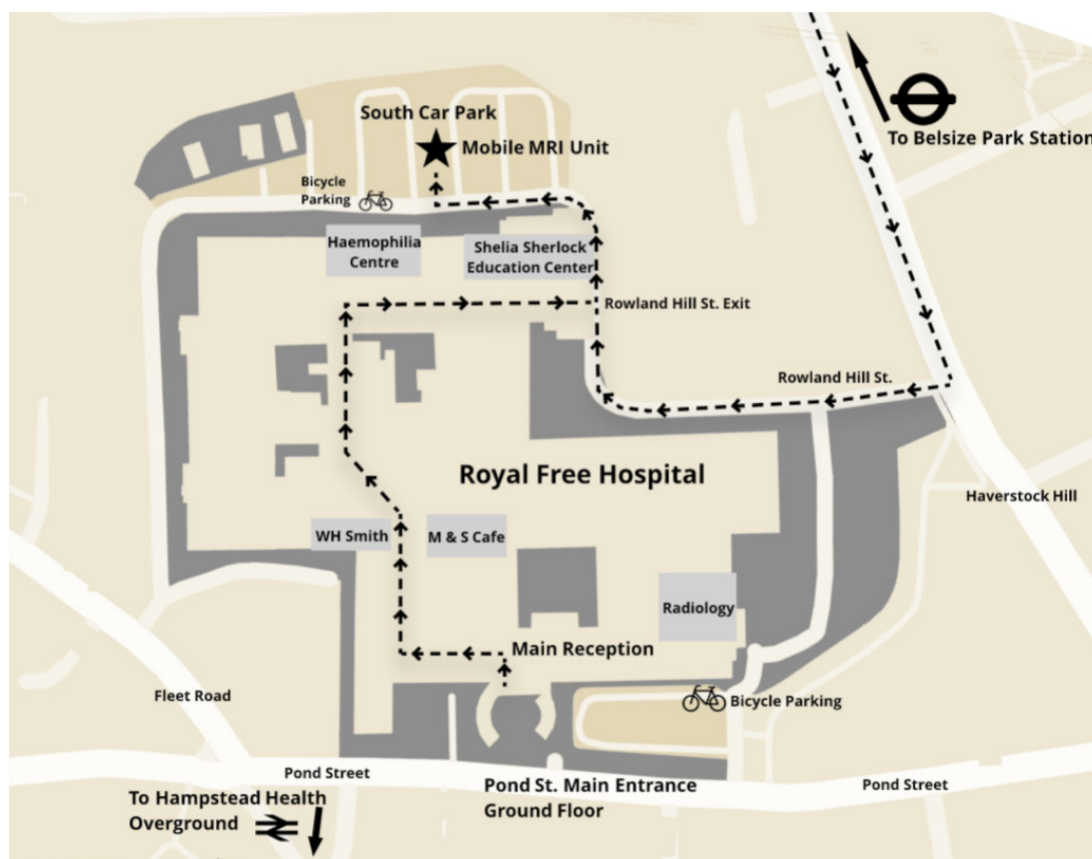 To Belsize Park Station
South Car Park
Mobile MRI Unit
Bicycle
Parking
Haemophilia
Centre
Shelia Sherlock
Education Center
Rowland Hill St. Exit
Rowland Hill St.
Royal Free Hospital
Haverstock Hill
WH Smith
M & S Cafe
Radiology
Main Reception
Fleet Road
Bicycle Parking
Pond Street
Pond St. Main Entrance
Ground Floor
Pond Street
To Hampstead Health
Overground